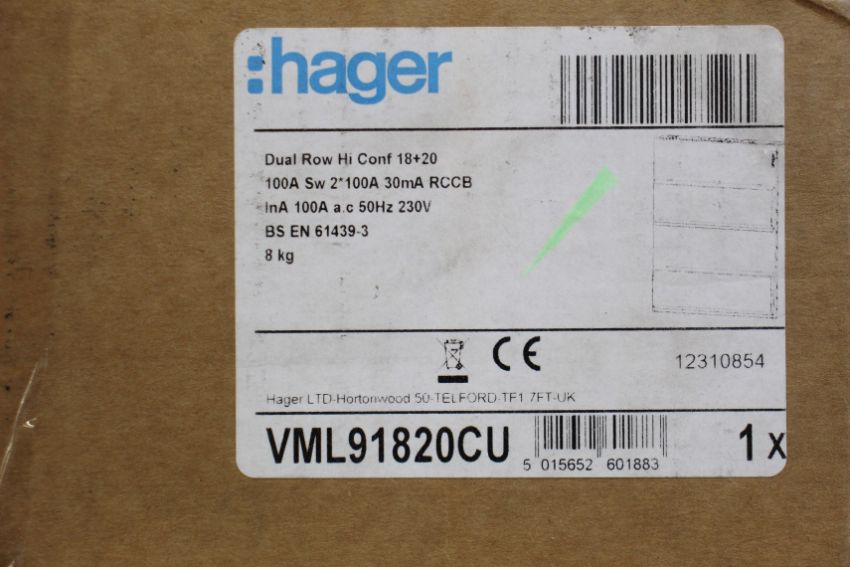 :hager
Dual Row Hi Conf 18+20
100A Sw 2*100A 30mA RCCB
InA 100A a.c 50Hz 230V
BS EN 61439-3
8 kg
CE
12310854
Hager LTD-Hortonwood 50-TELFORD-TF1 7FT-UK
VML91820CU
5 015652 601883
1 x